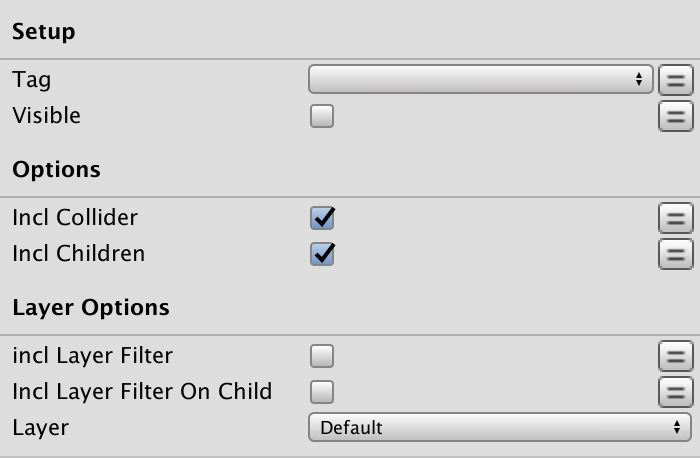 Setup
Tag
Visible
Options
Incl Collider
Incl Children
Layer Options
incl Layer Filter
Incl Layer Filter On Child
Layer Default